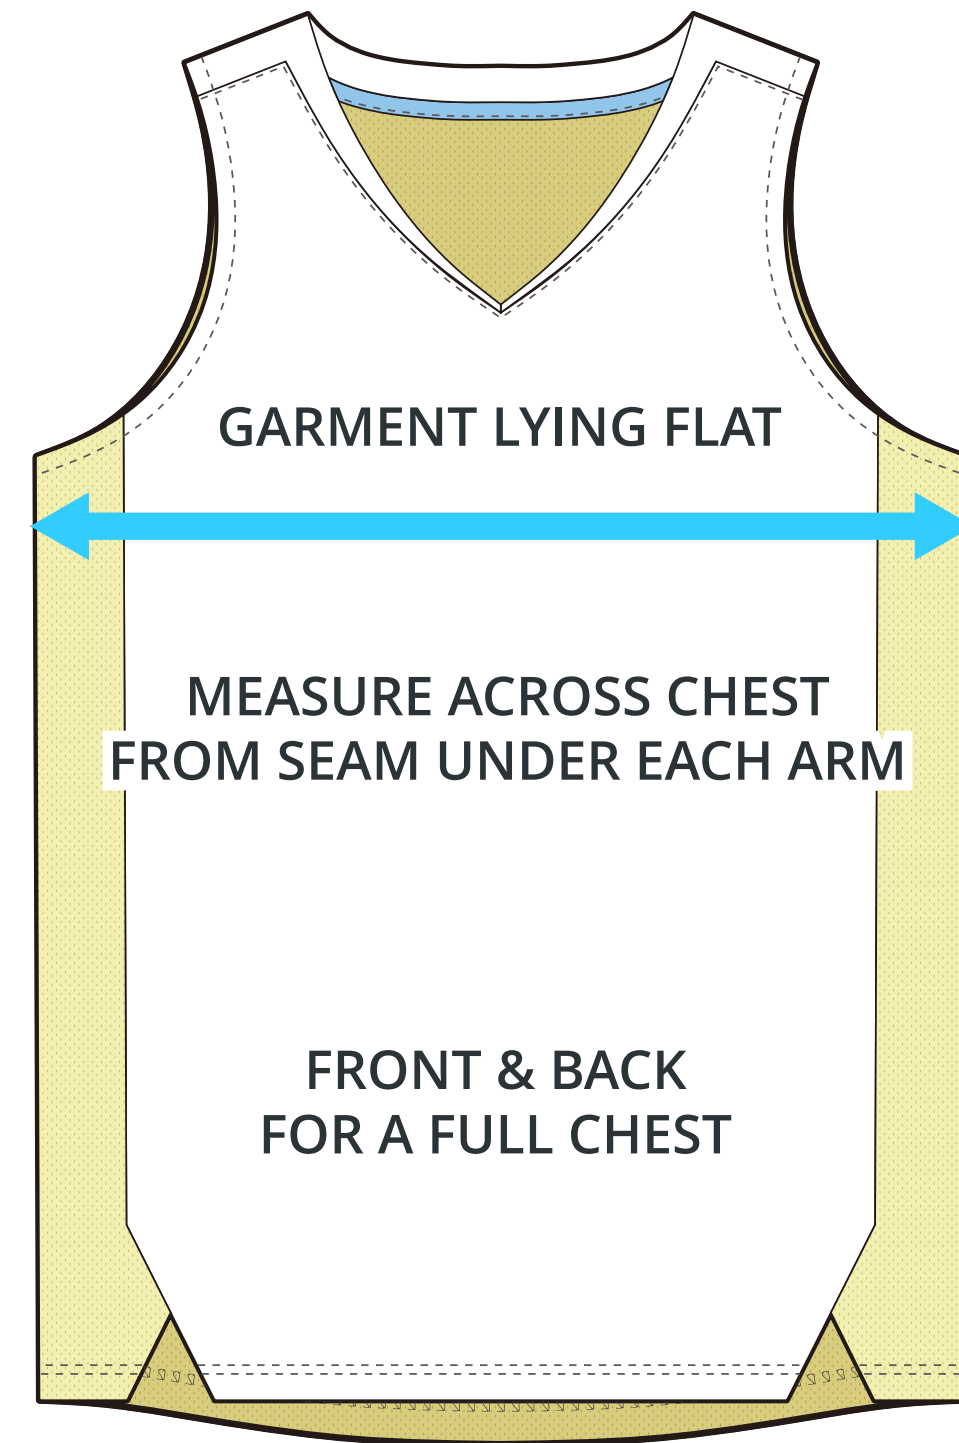 GARMENT LYING FLAT
MEASURE ACROSS CHEST
FROM SEAM UNDER EACH ARM
FRONT & BACK
FOR A FULL CHEST